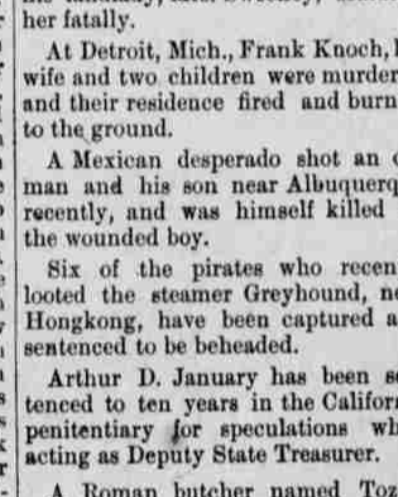 her fatally.
At Detroit, Mich., Frank Knoch,
wife and two children were murder
and their residence fired and burn
to the ground.
A Mexican desperado shot an
man and his son near Albuquerq
recently, and was himself killed
the wounded boy.
Six of the pirates who recen
looted the steamer Greyhound, ne
Hongkong, have been captured a
sentenced to be beheaded.
Arthur D. January has been se
tenced to ten years in the Califor
penitentiary for speculations wh
acting as Deputy State Treasurer.
A Roman butcher named Toz